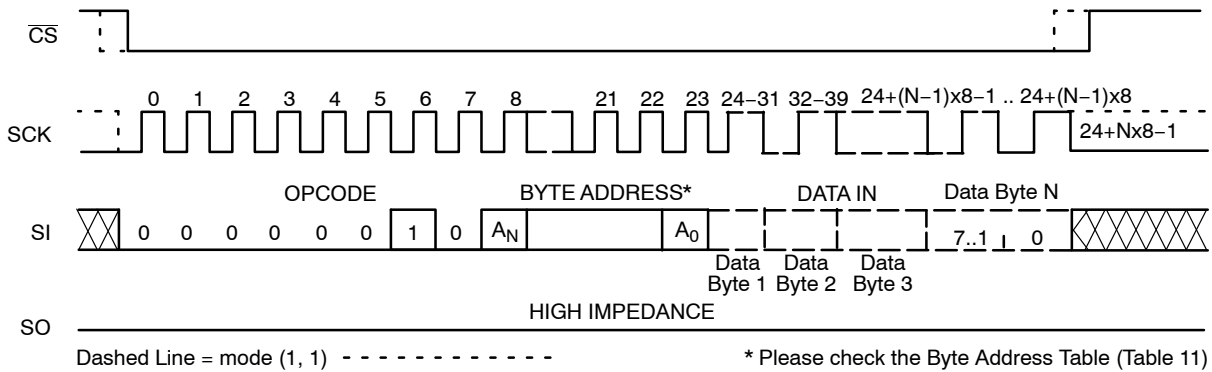 CS
0 1 2 3 4 5 6 7 8 21 22 23 24−31 32−39 24+(N−1)x8−1 .. 24+(N−1)x8
SCK
24+Nx8−1
OPCODE BYTE ADDRESS* DATA IN Data Byte N
SI
0 0 0 0 0 0 1 0 AN A0 7..1 0
Data Byte 1
Data Byte 2
Data Byte 3
HIGH IMPEDANCE
SO
Dashed Line = mode (1, 1)
* Please check the Byte Address Table (Table 11)